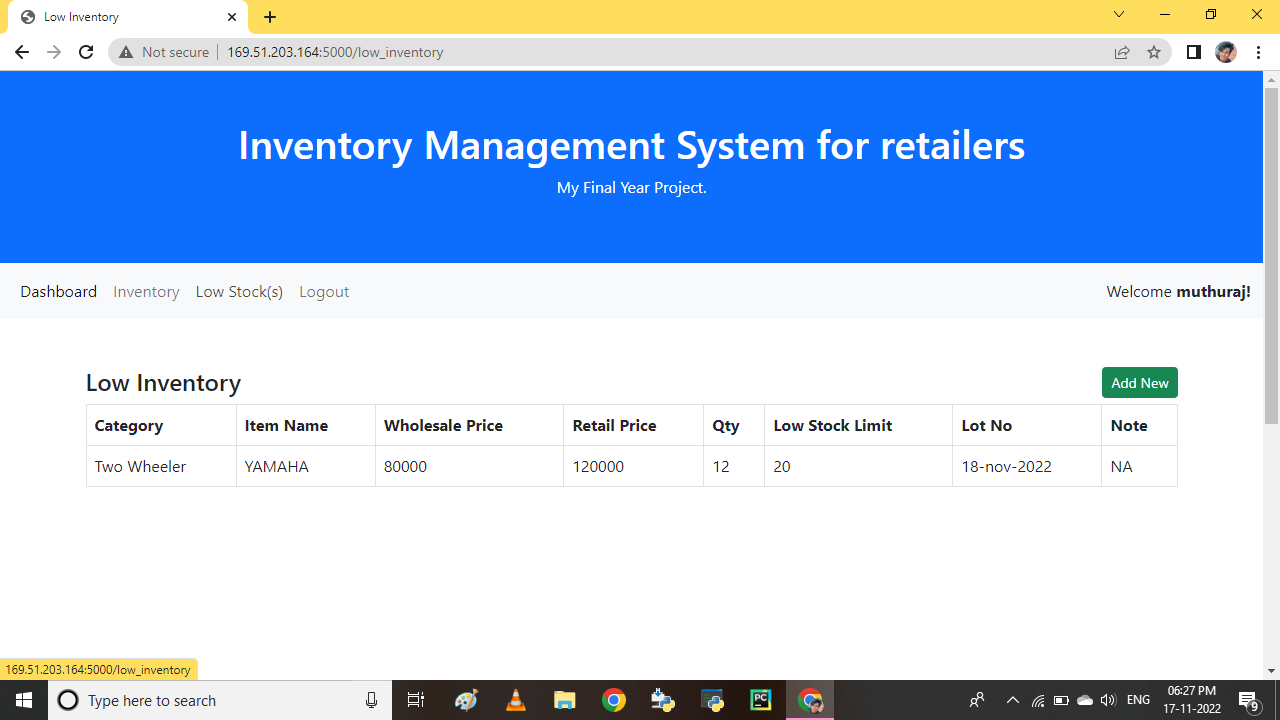 Low Inventory
Not secure 169.51.203.164:5000/low_inventory
Inventory Management System for retailers
My Final Year Project.
Dashboard Inventory Low Stock(s) Logout Welcome muthuraj!
Low Inventory Add New
Category Item Name Wholesale Price Retail Price Qty Low Stock Limit Lot No Note
Two Wheeler YAMAHA 80000 120000 12 20 18-nov-2022 NA
169.51.203.164:5000/low_inventory
Type here to search PC ENG 06:27 PM
17-11-2022 9